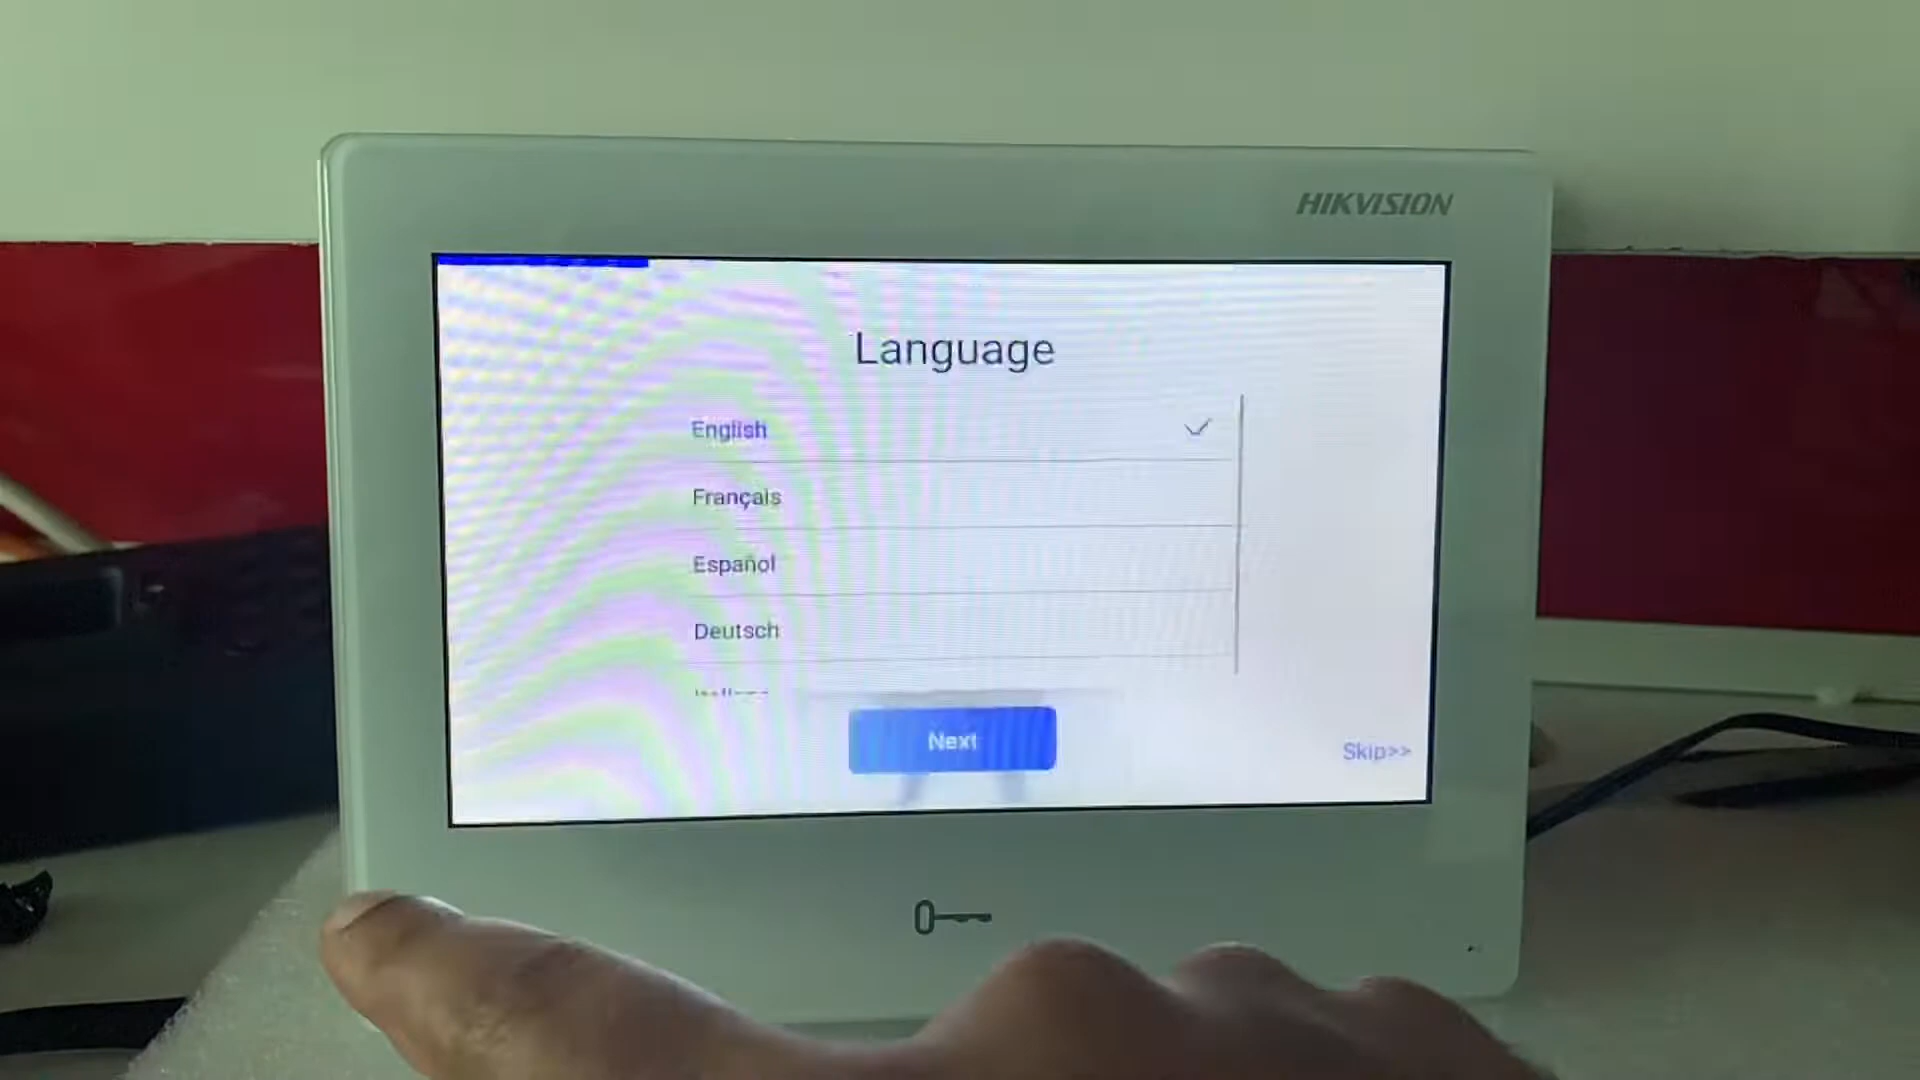 HIKVISION
Language
English
Français
Español
Deutsch
Next
Skip>>